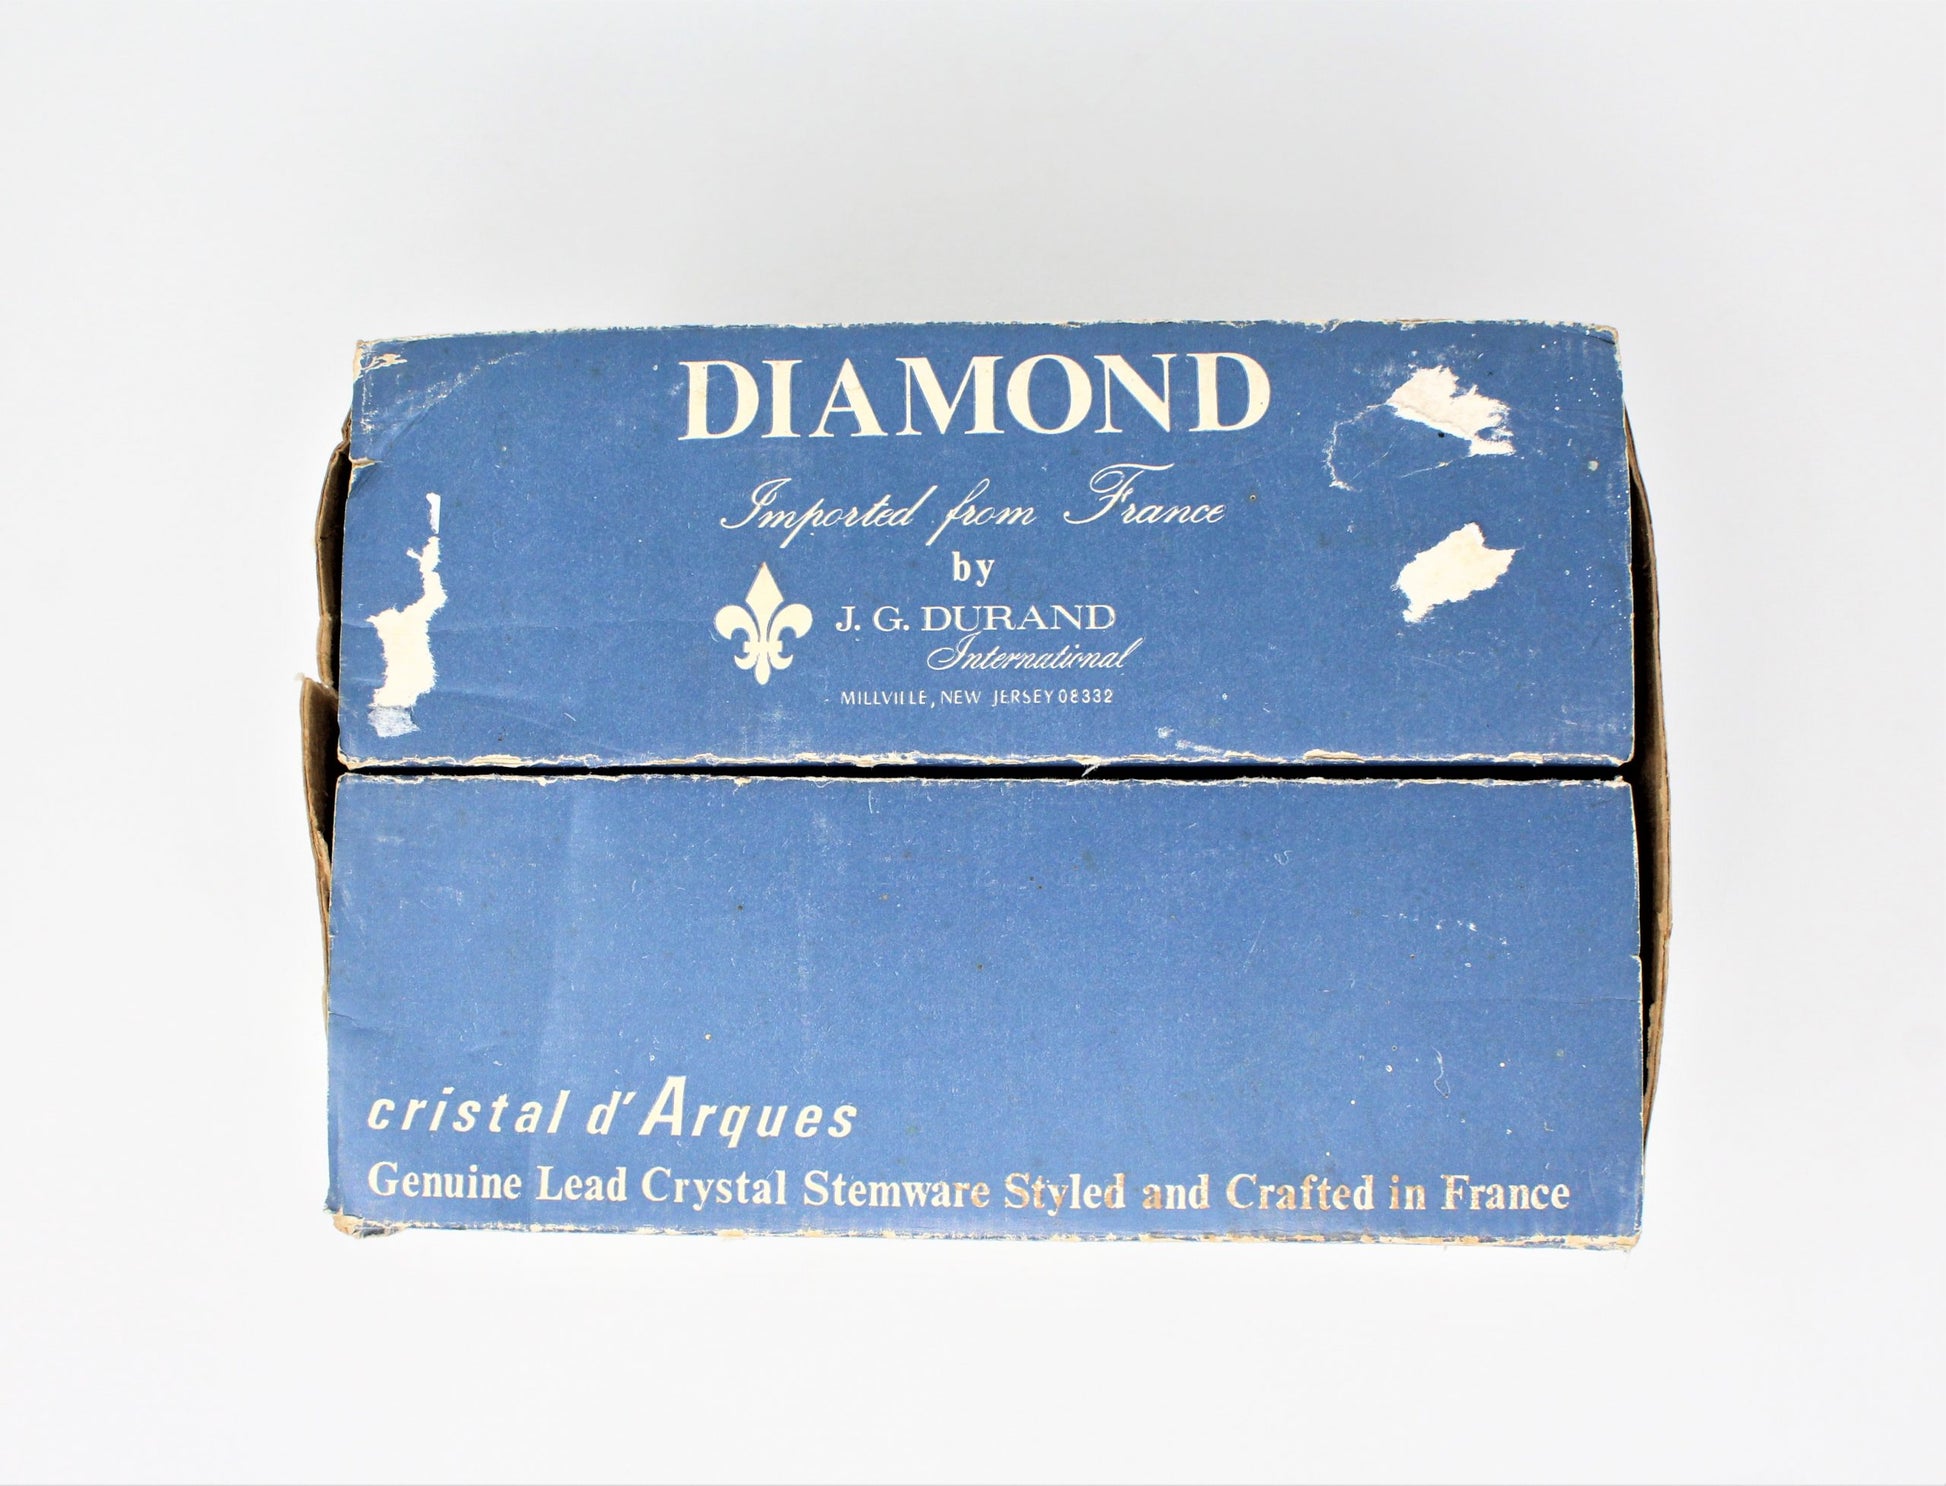 DIAMOND
Imported from France
by
J. G. DURAND
International
MILLVILLE, NEW JERSEY 08332
cristal d'Arques
Genuine Lead Crystal Stemware Styled and Crafted in France